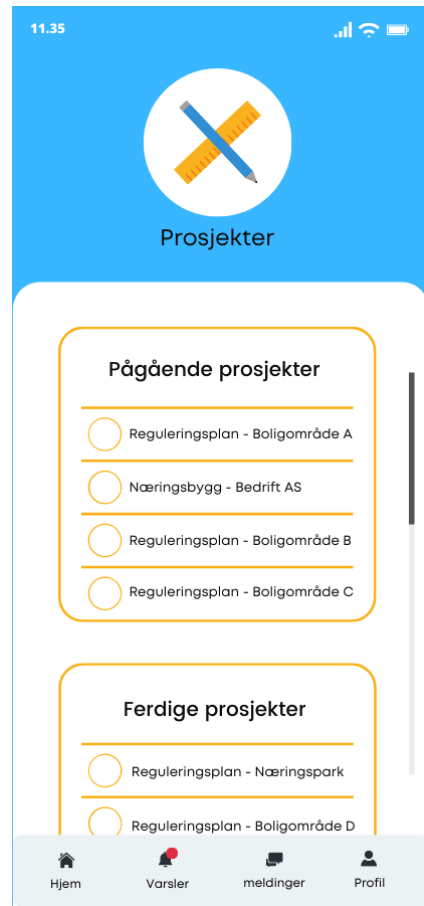 11.35
Prosjekter
Pågående prosjekter
Reguleringsplan - Boligområde A
Næringsbygg - Bedrift AS
Reguleringsplan - Boligområde B
Reguleringsplan - Boligområde C
Ferdige prosjekter
Reguleringsplan - Næringspark
Reguleringsplan - Boligområde D
Hjem Varsler meldinger Profil